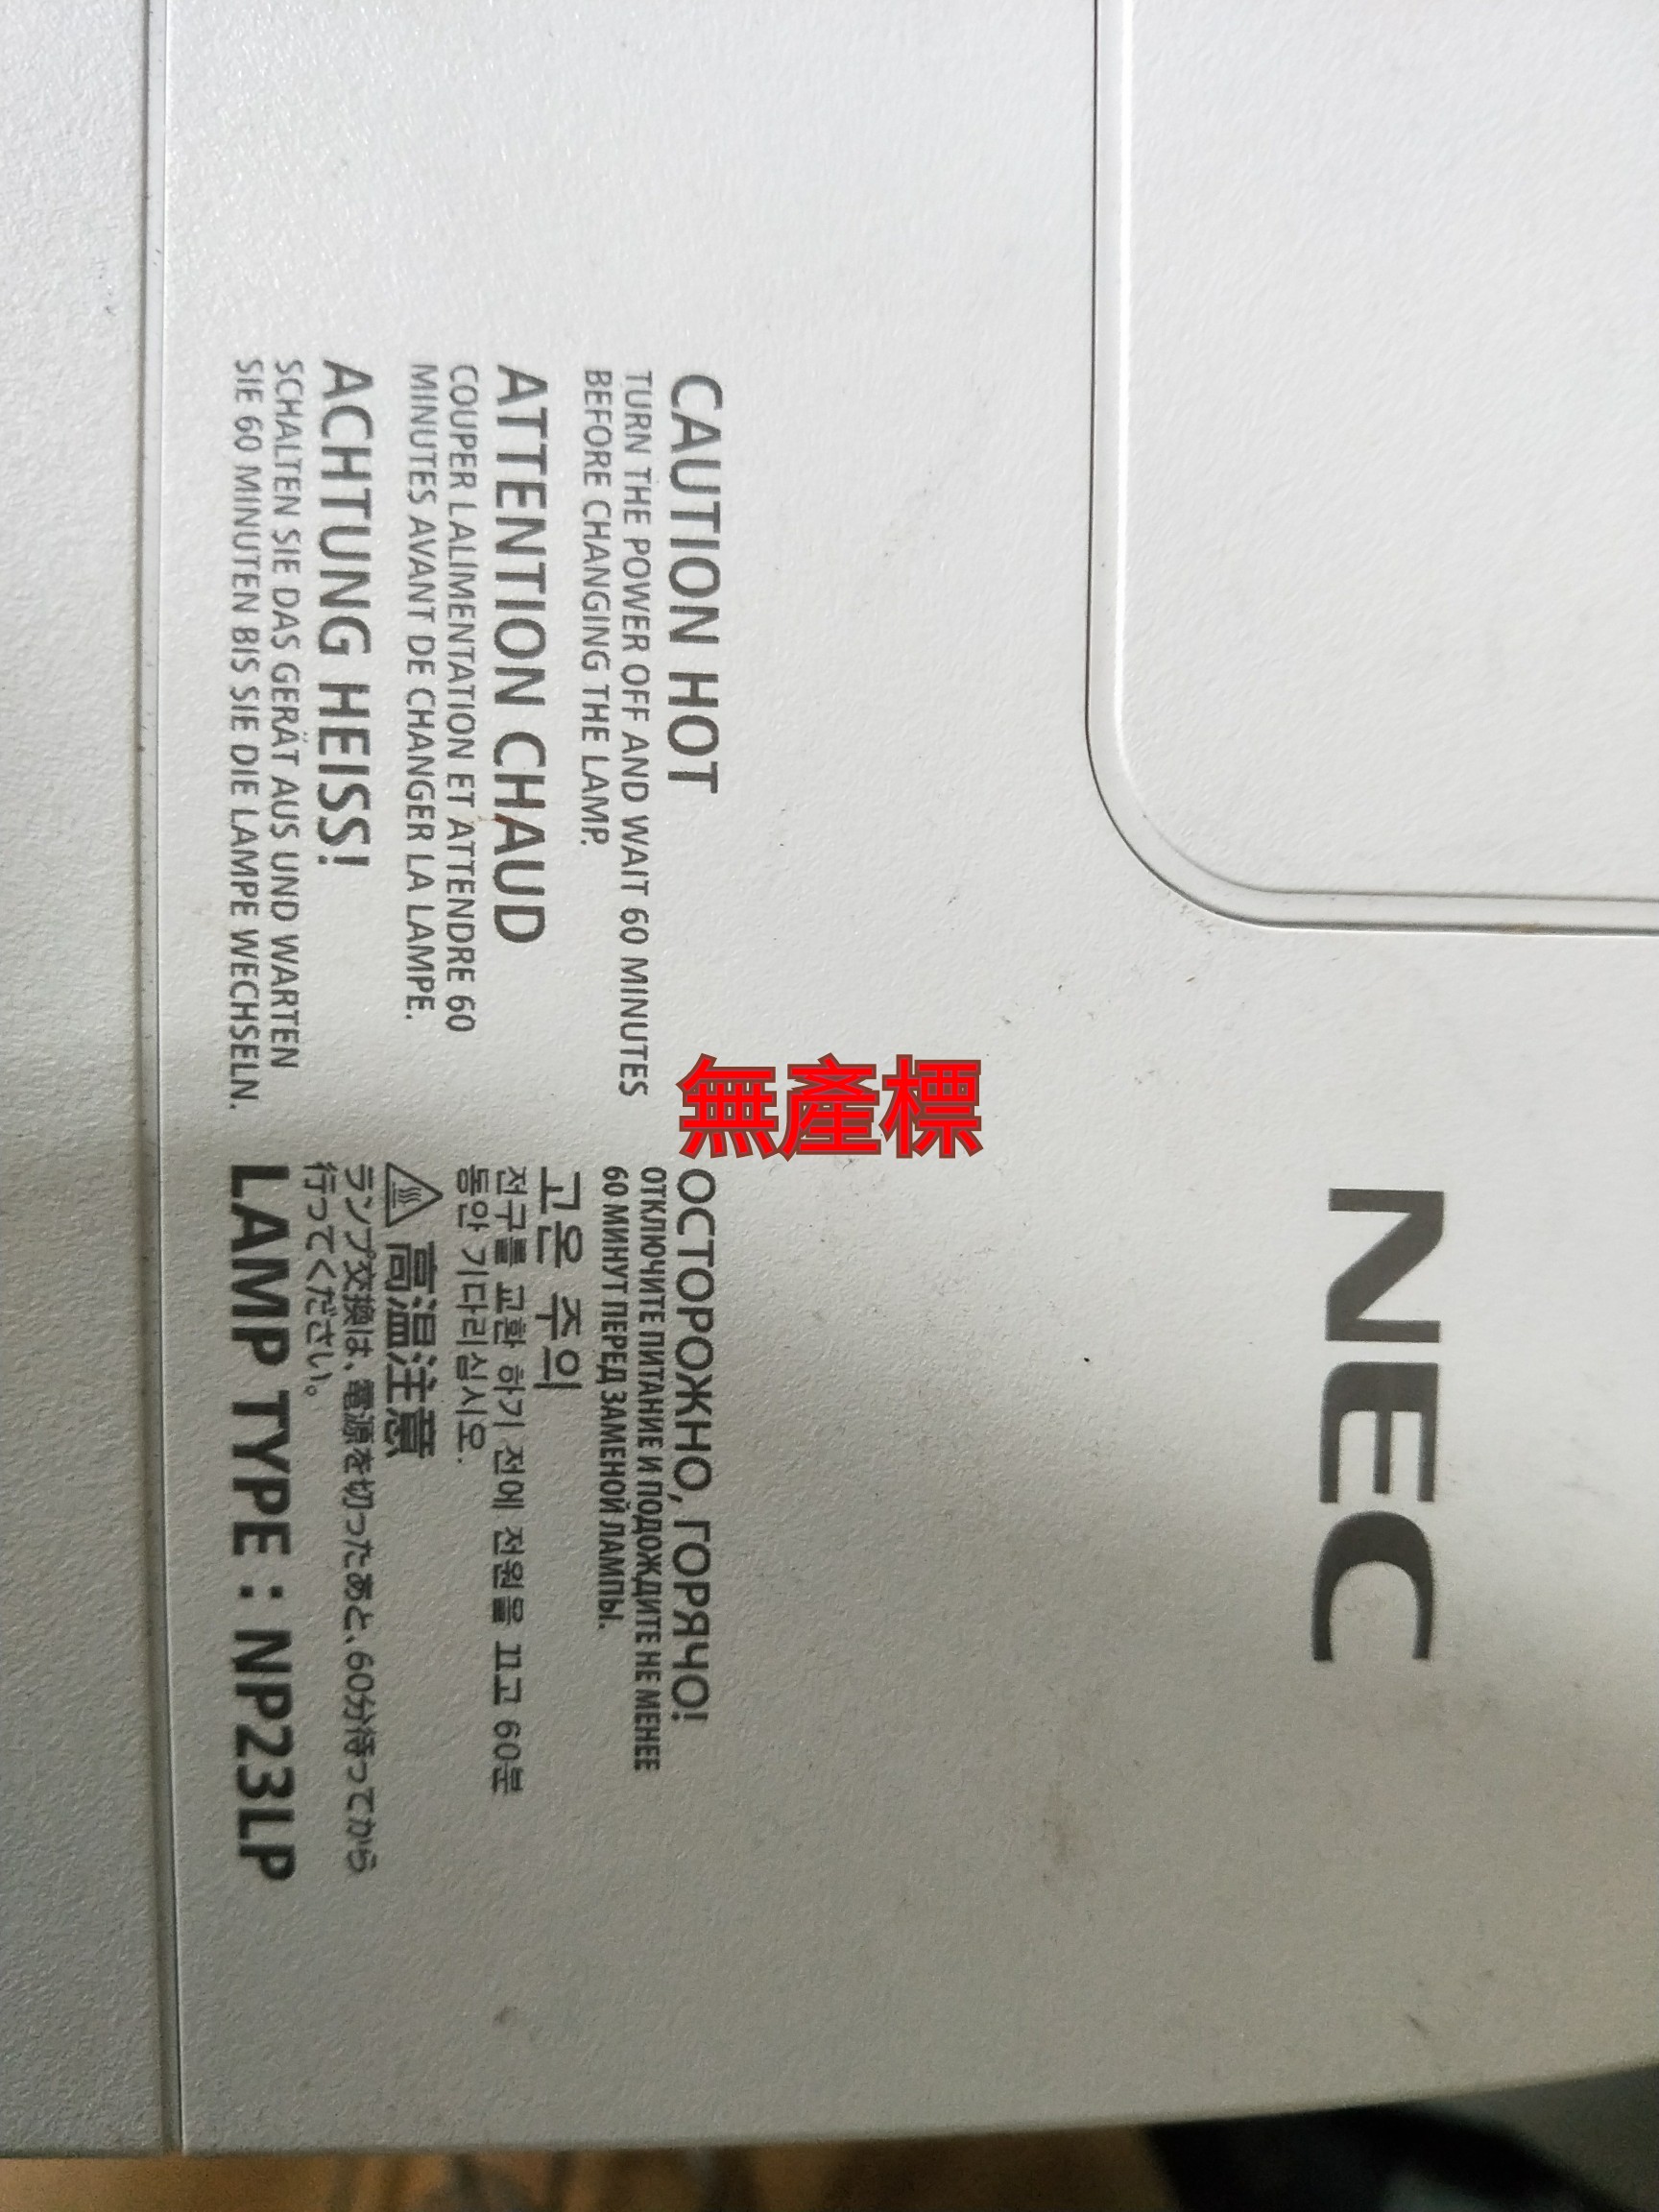 NEC
CAUTION HOT
TURN THE POWER OFF AND WAIT 60 MINUTES
BEFORE CHANGING THE LAMP.
ATTENTION CHAUD
COUPER L'ALIMENTATION ET ATTENDRE 60
MINUTES AVANT DE CHANGER LA LAMPE.
ACHTUNG HEISS!
SCHALTEN SIE DAS GERÄT AUS UND WARTEN
SIE 60 MINUTEN BIS SIE DIE LAMPE WECHSELN.
無產標
ОСТОРОЖНО, ГОРЯЧО!
ОТКЛЮЧИТЕ ПИТАНИЕ И ПОДОЖДИТЕ НЕ МЕНЕЕ
60 МИНУТ ПЕРЕД ЗАМЕНОЙ ЛАМПЫ.
고온 주의
전구를 교환 하기 전에 전원을 끄고 60분
동안 기다리십시오.
高温注意
ランプ交換は、電源を切ったあと、60分待ってから
行ってください。
LAMP TYPE : NP23LP